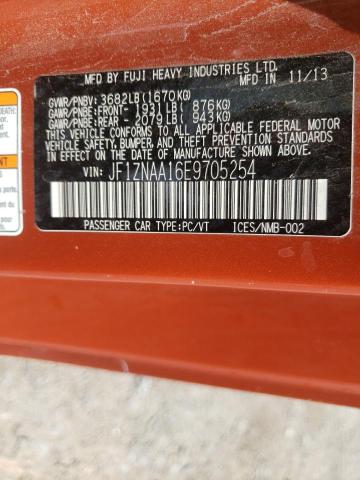 MFD BY FUJI HEAVY INDUSTRIES LTD.
MFD IN 11/13
GVWR/PNBV: 3682LB(1670KG)
GAWR/PNBE FRONT- 1931LB( 876KG)
GAWR/PNBE REAR - 2079LB( 943KG)
THIS VEHICLE CONFORMS TO ALL APPLICABLE FEDERAL MOTOR
VEHICLE SAFETY, BUMPER, AND THEFT PREVENTION STANDARDS IN
EFFECT ON THE DATE OF MANUFACTURE SHOWN ABOVE.
VIN: JF1ZNAA16E9705254
PASSENGER CAR/VT ICES/NMB-002